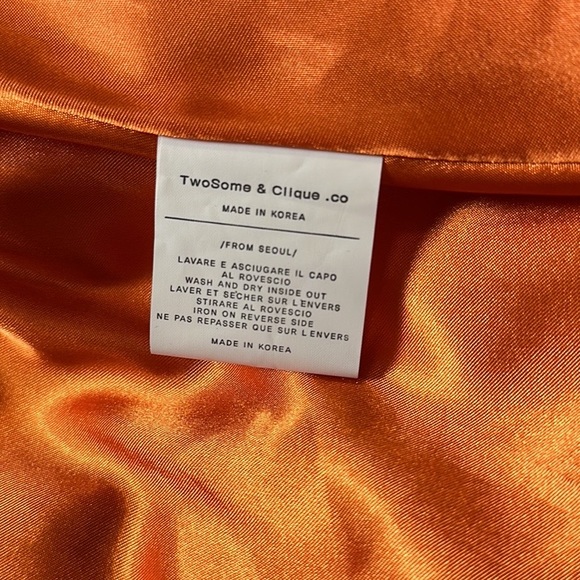 TwoSome & Clique .co
MADE IN KOREA
/FROM SEOUL/
LAVARE E ASCIUGARE IL CAPO
AL ROVESCIO
WASH AND DRY INSIDE OUT
LAVER ET SÉCHER SUR L'ENVERS
STIRARE AL ROVESCIO
IRON ON REVERSE SIDE
NE PAS REPASSER QUE SUR L'ENVERS
MADE IN KOREA